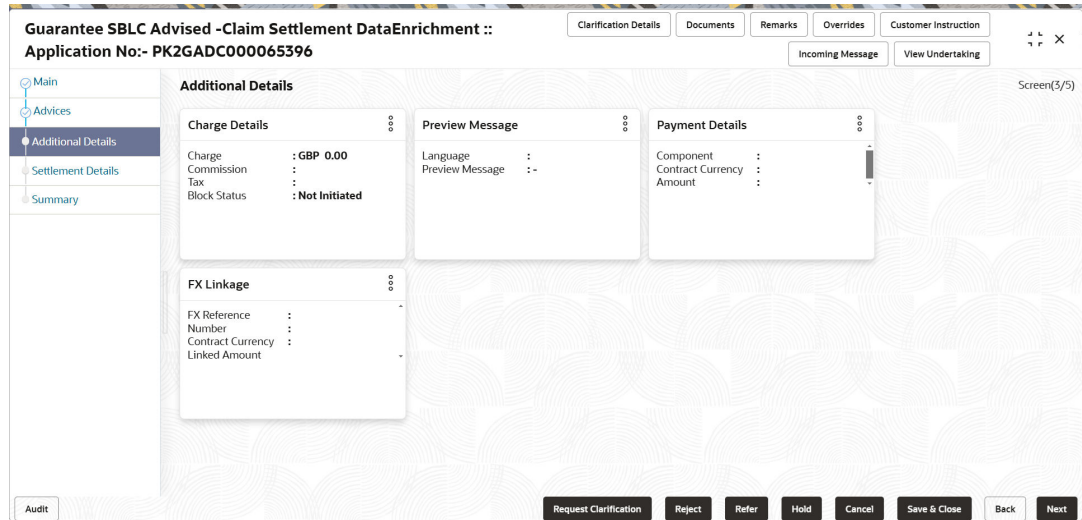 Guarantee SBLC Advised -Claim Settlement DataEnrichment ::
Application No:- PK2GADC000065396
Clarification Details
Documents
Remarks
Overrides
Customer Instruction
Incoming Message
View Undertaking
Main
Advices
Additional Details
Settlement Details
Summary
Additional Details
Screen(3/5)
Charge Details
Charge : GBP 0.00
Commission :
Tax :
Block Status : Not Initiated
Preview Message
Language :
Preview Message : -
Payment Details
Component :
Contract Currency :
Amount :
FX Linkage
FX Reference :
Number :
Contract Currency :
Linked Amount
Audit
Request Clarification
Reject
Refer
Hold
Cancel
Save & Close
Back
Next